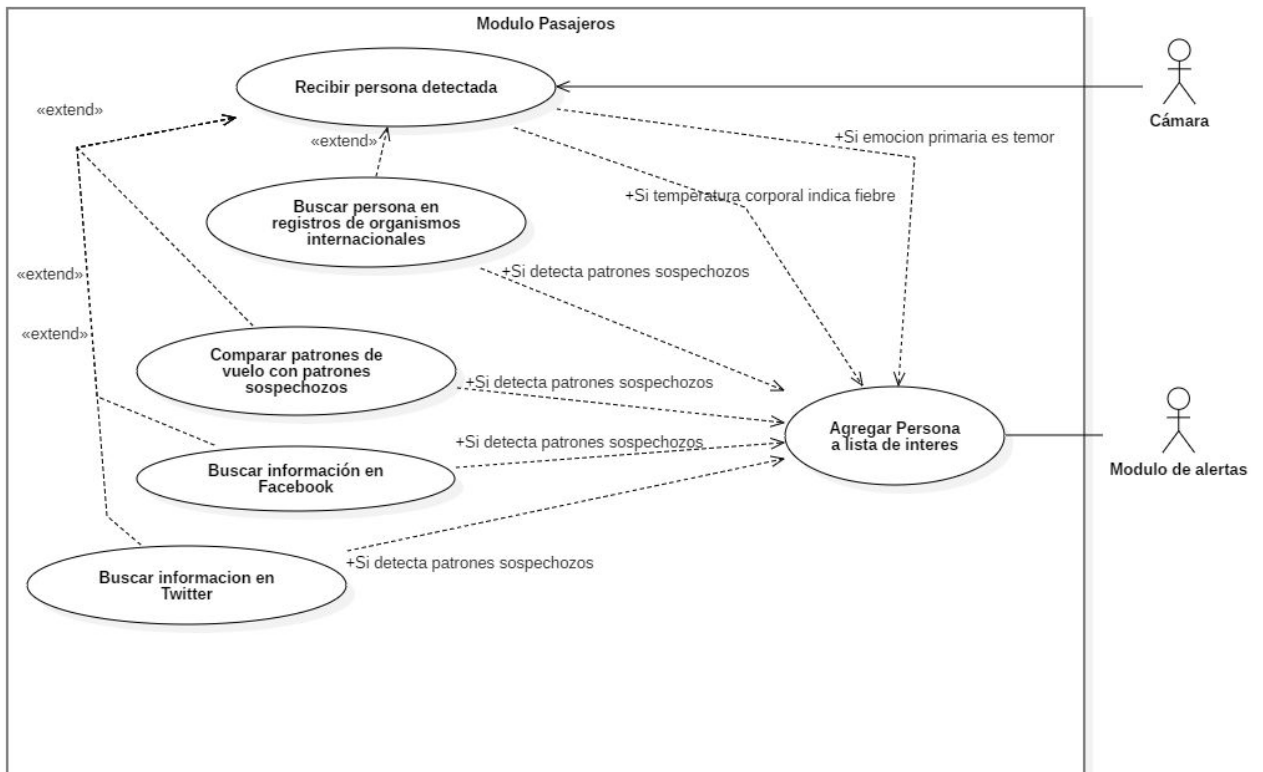 Modulo Pasajeros
Recibir persona detectada
«extend»
«extend»
+Si emocion primaria es temor
Cámara
+Si temperatura corporal indica fiebre
Buscar persona en
registros de organismos
internacionales
«extend»
+Si detecta patrones sospechozos
«extend»
Comparar patrones de
vuelo con patrones
sospechozos
+Si detecta patrones sospechozos
Agregar Persona
a lista de interes
+Si detecta patrones sospechozos
Modulo de alertas
Buscar información en
Facebook
+Si detecta patrones sospechozos
Buscar informacion en
Twitter